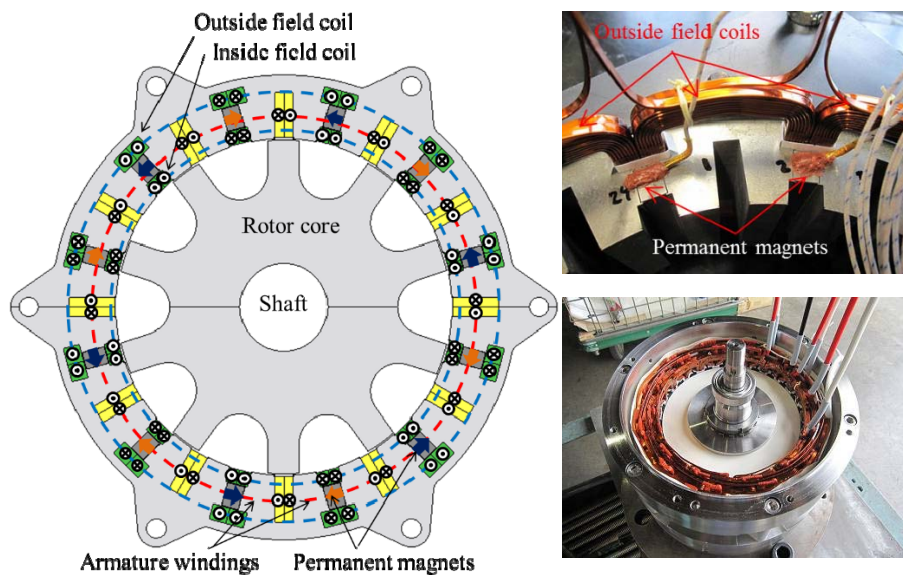 Outside field coil
Inside field coil
Rotor core
Shaft
Armature windings
Permanent magnets
Outside field coils
24
1
2
Permanent magnets